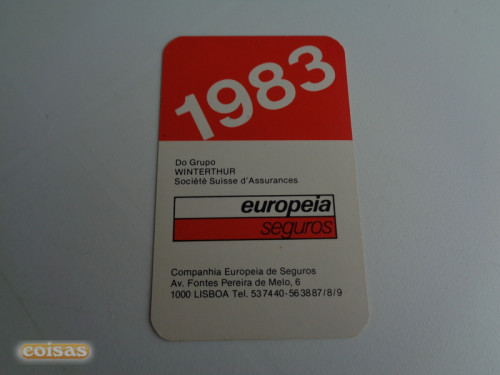 1983
Do Grupo
WINTERTHUR
Société Suisse d'Assurances
europeia
seguros
Companhia Europeia de Seguros
Av. Fontes Pereira de Melo, 6
1000 LISBOA Tel. 537440-563887/8/9
coisas